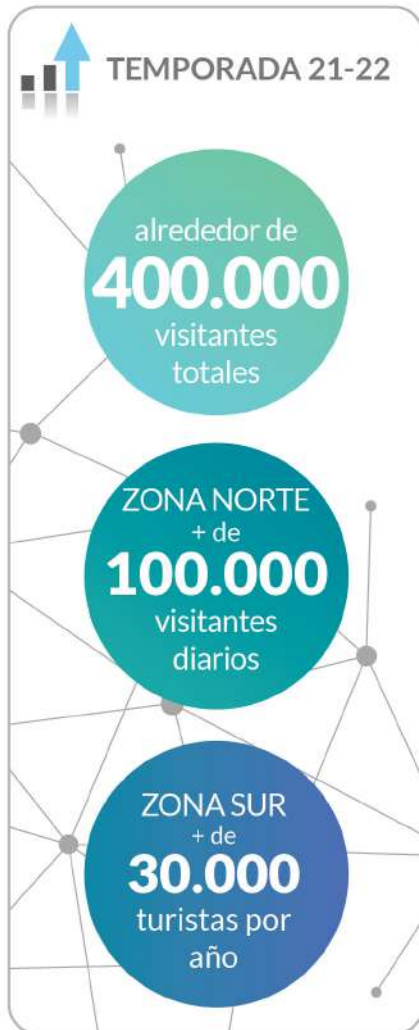 TEMPORADA 21-22
alrededor de
400.000
visitantes
totales
ZONA NORTE
+ de
100.000
visitantes
diarios
ZONA SUR
+ de
30.000
turistas por
año